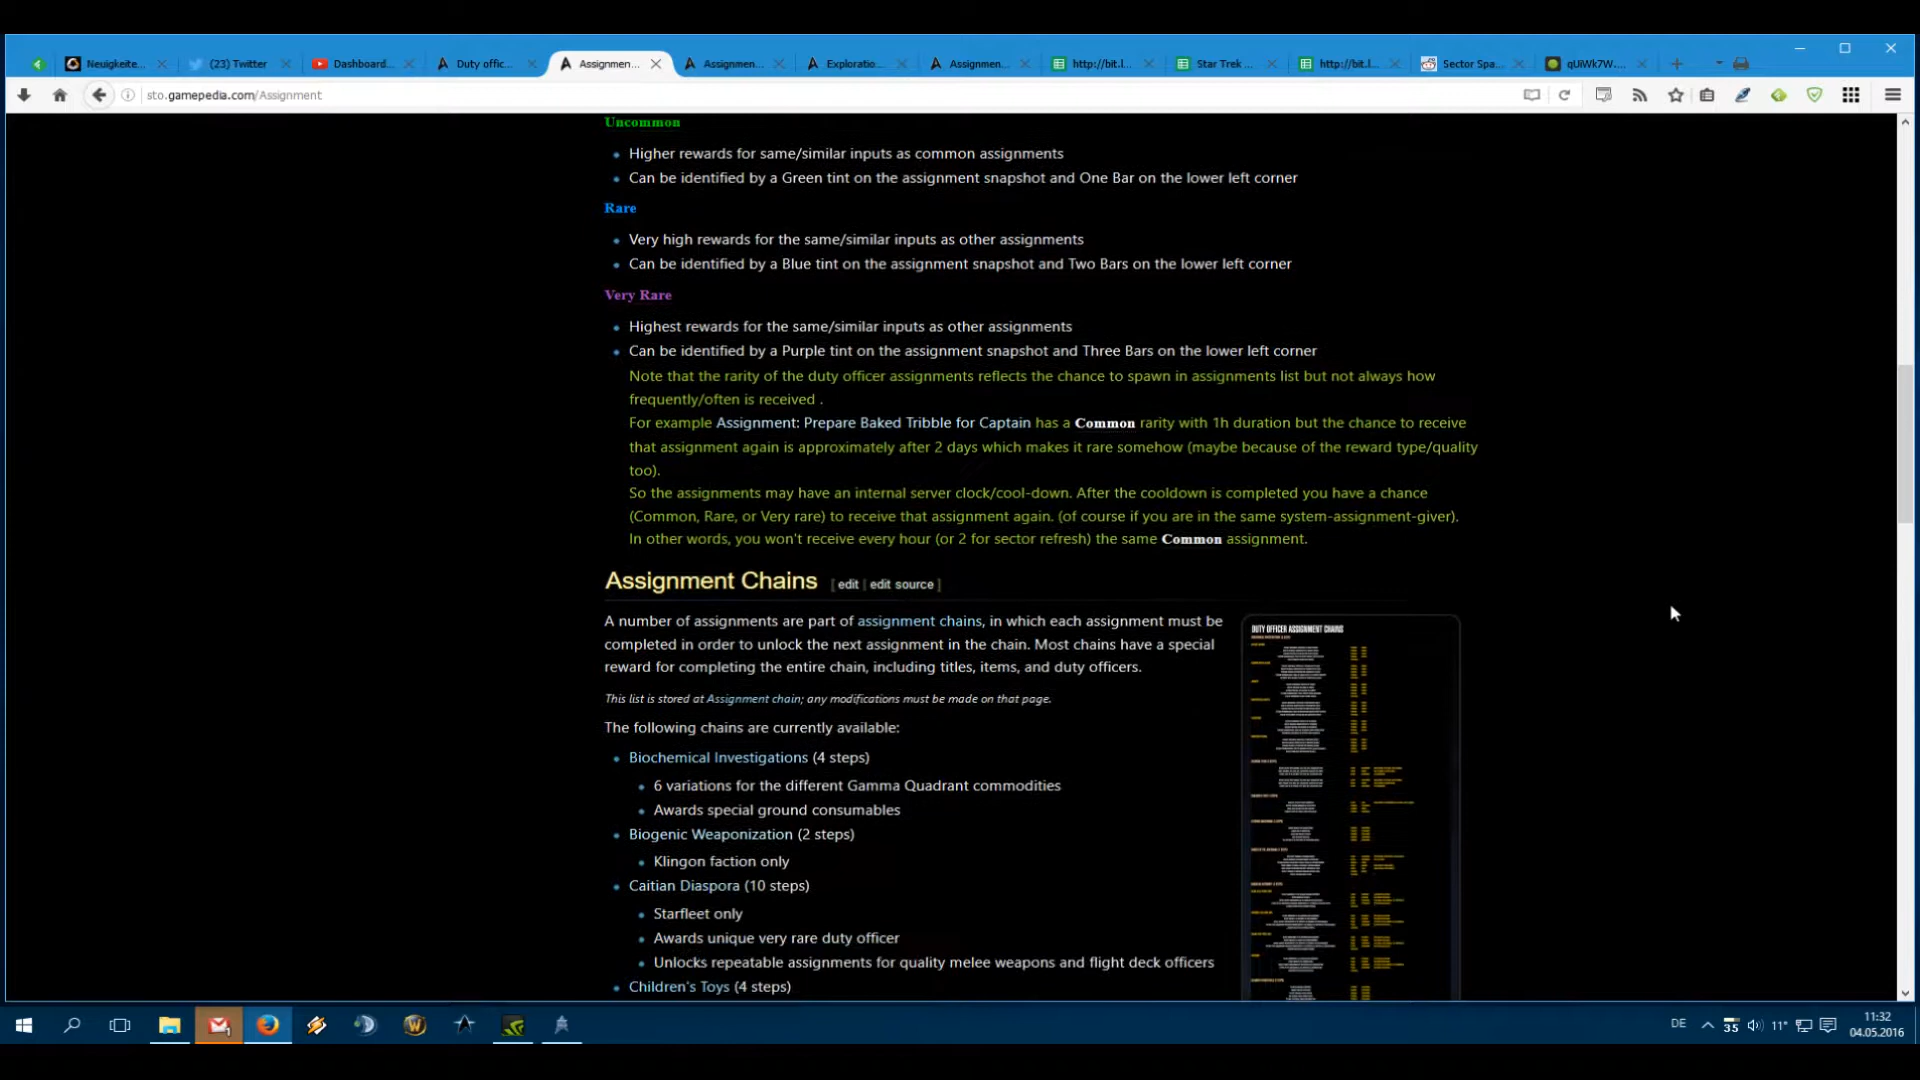 Neuigkeite...
(23) Twitter
Dashboard...
Duty offic...
Assignmen...
Assignmen...
Exploratio...
Assignmen...
http://bit.l...
Star Trek ...
http://bit.l...
Sector Spa...
qUiWk7W....
sto.gamepedia.com/Assignment
Uncommon
Higher rewards for same/similar inputs as common assignments
Can be identified by a Green tint on the assignment snapshot and One Bar on the lower left corner
Rare
Very high rewards for the same/similar inputs as other assignments
Can be identified by a Blue tint on the assignment snapshot and Two Bars on the lower left corner
Very Rare
Highest rewards for the same/similar inputs as other assignments
Can be identified by a Purple tint on the assignment snapshot and Three Bars on the lower left corner
Note that the rarity of the duty officer assignments reflects the chance to spawn in assignments list but not always how
frequently/often is received .
For example Assignment: Prepare Baked Tribble for Captain has a Common rarity with 1h duration but the chance to receive
that assignment again is approximately after 2 days which makes it rare somehow (maybe because of the reward type/quality
too).
So the assignments may have an internal server clock/cool-down. After the cooldown is completed you have a chance
(Common, Rare, or Very rare) to receive that assignment again. (of course if you are in the same system-assignment-giver).
In other words, you won't receive every hour (or 2 for sector refresh) the same Common assignment.
Assignment Chains [ edit | edit source ]
A number of assignments are part of assignment chains, in which each assignment must be
completed in order to unlock the next assignment in the chain. Most chains have a special
reward for completing the entire chain, including titles, items, and duty officers.
This list is stored at Assignment chain; any modifications must be made on that page.
The following chains are currently available:
Biochemical Investigations (4 steps)
6 variations for the different Gamma Quadrant commodities
Awards special ground consumables
Biogenic Weaponization (2 steps)
Klingon faction only
Caitian Diaspora (10 steps)
Starfleet only
Awards unique very rare duty officer
Unlocks repeatable assignments for quality melee weapons and flight deck officers
Children's Toys (4 steps)
DUTY OFFICER ASSIGNMENT CHAINS
DE
35
11°
11:32
04.05.2016